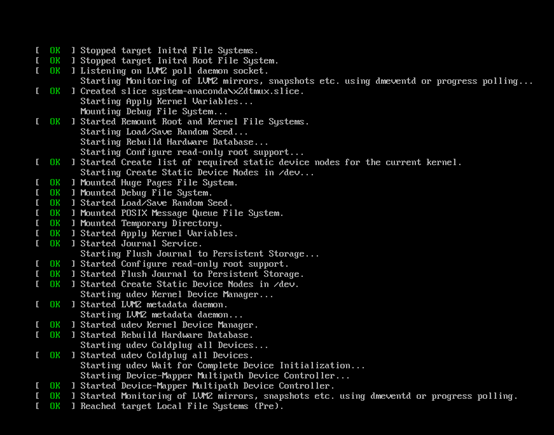 [  OK  ] Stopped target Initrd File Systems.
[  OK  ] Stopped target Initrd Root File System.
[  OK  ] Listening on LVM2 poll daemon socket.
Starting Monitoring of LVM2 mirrors, snapshots etc. using dmeventd or progress polling...
[  OK  ] Created slice system-anaconda\x2dtmux.slice.
Starting Apply Kernel Variables...
Mounting Debug File System...
[  OK  ] Started Remount Root and Kernel File Systems.
Starting Load/Save Random Seed...
Starting Rebuild Hardware Database...
Starting Configure read-only root support...
[  OK  ] Started Create list of required static device nodes for the current kernel.
Starting Create Static Device Nodes in /dev...
[  OK  ] Mounted Huge Pages File System.
[  OK  ] Mounted Debug File System.
[  OK  ] Started Load/Save Random Seed.
[  OK  ] Mounted POSIX Message Queue File System.
[  OK  ] Mounted Temporary Directory.
[  OK  ] Started Apply Kernel Variables.
[  OK  ] Started Journal Service.
Starting Flush Journal to Persistent Storage...
[  OK  ] Started Configure read-only root support.
[  OK  ] Started Flush Journal to Persistent Storage.
[  OK  ] Started Create Static Device Nodes in /dev.
Starting udev Kernel Device Manager...
[  OK  ] Started LVM2 metadata daemon.
Starting LVM2 metadata daemon...
[  OK  ] Started udev Kernel Device Manager.
[  OK  ] Started Rebuild Hardware Database.
Starting udev Coldplug all Devices...
[  OK  ] Started udev Coldplug all Devices.
Starting udev Wait for Complete Device Initialization...
Starting Device-Mapper Multipath Device Controller...
[  OK  ] Started Device-Mapper Multipath Device Controller.
[  OK  ] Started Monitoring of LVM2 mirrors, snapshots etc. using dmeventd or progress polling.
[  OK  ] Reached target Local File Systems (Pre).